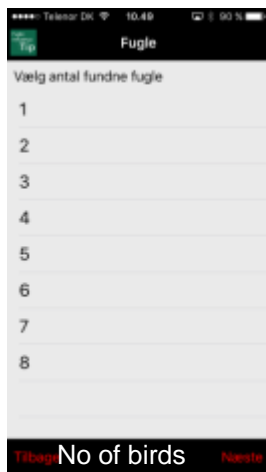 Telenor DK 10.49 90 %
Tip
Fugle
Vælg antal fundne fugle
1
2
3
4
5
6
7
8
Tilbage No of birds Næste